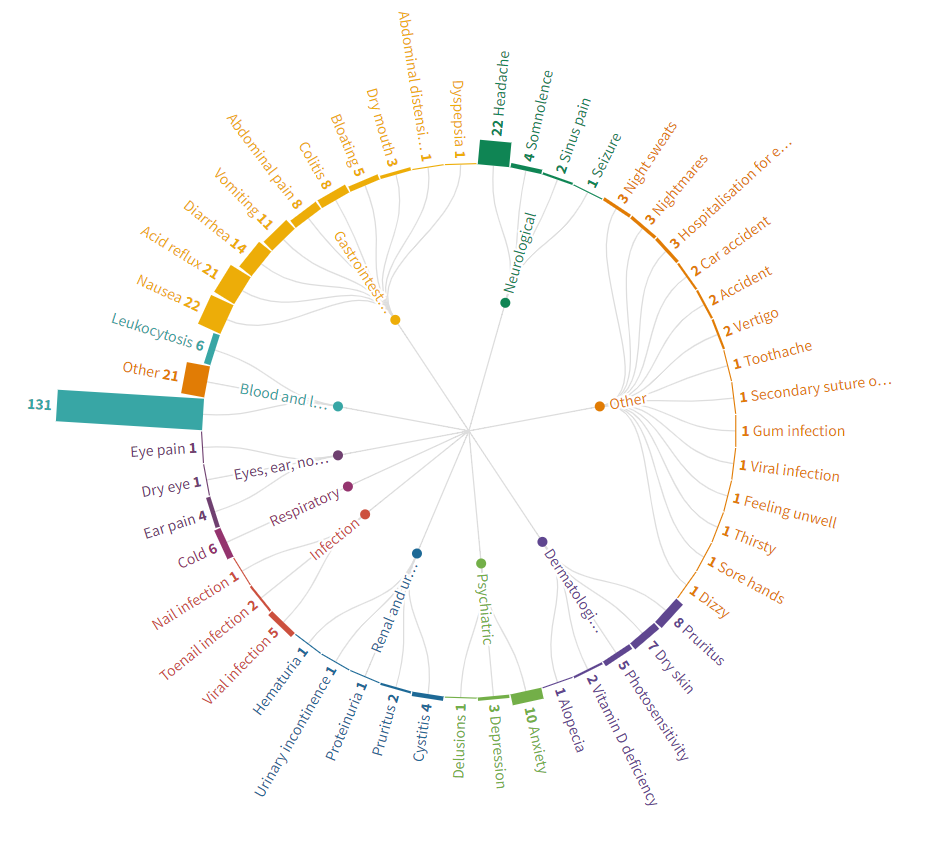 22 Headache
4 Somnolence
2 Sinus pain
1 Seizure
3 Night sweats
3 Nightmares
3 Hospitalisation for e…
2 Car accident
2 Accident
2 Vertigo
1 Toothache
1 Secondary suture o…
1 Gum infection
1 Viral infection
1 Feeling unwell
1 Thirsty
1 Sore hands
1 Dizzy
8 Pruritus
7 Dry skin
5 Photosensitivity
2 Vitamin D deficiency
1 Alopecia
10 Anxiety
3 Depression
Delusions 1
Cystitis 4
Pruritus 2
Proteinuria 1
Urinary incontinence 1
Hematuria 1
Viral infection 5
Toenail infection 2
Nail infection 1
Cold 6
Ear pain 4
Dry eye 1
Eye pain 1
131
Other 21
Leukocytosis 6
Nausea 22
Acid reflux 21
Diarrhea 14
Vomiting 11
Abdominal pain 8
Colitis 8
Bloating 5
Dry mouth 3
Abdominal distensi… 1
Dyspepsia 1
Neurological
Other
Dermatologi…
Psychiatric
Renal and ur…
Infection
Respiratory
Eyes, ear, no…
Blood and l…
Gastrointest…